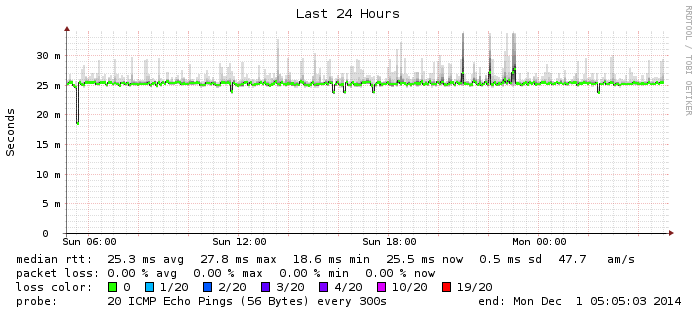 Last 24 Hours
RRDTOOL / TOBI OETIKER
Seconds
30 m
25 m
20 m
15 m
10 m
5 m
0
Sun 06:00 Sun 12:00 Sun 18:00 Mon 00:00
median rtt: 25.3 ms avg 27.8 ms max 18.6 ms min 25.5 ms now 0.5 ms sd 47.7 am/s
packet loss: 0.00 % avg 0.00 % max 0.00 % min 0.00 % now
loss color: 0 1/20 2/20 3/20 4/20 10/20 19/20
probe: 20 ICMP Echo Pings (56 Bytes) every 300s end: Mon Dec 1 05:05:03 2014